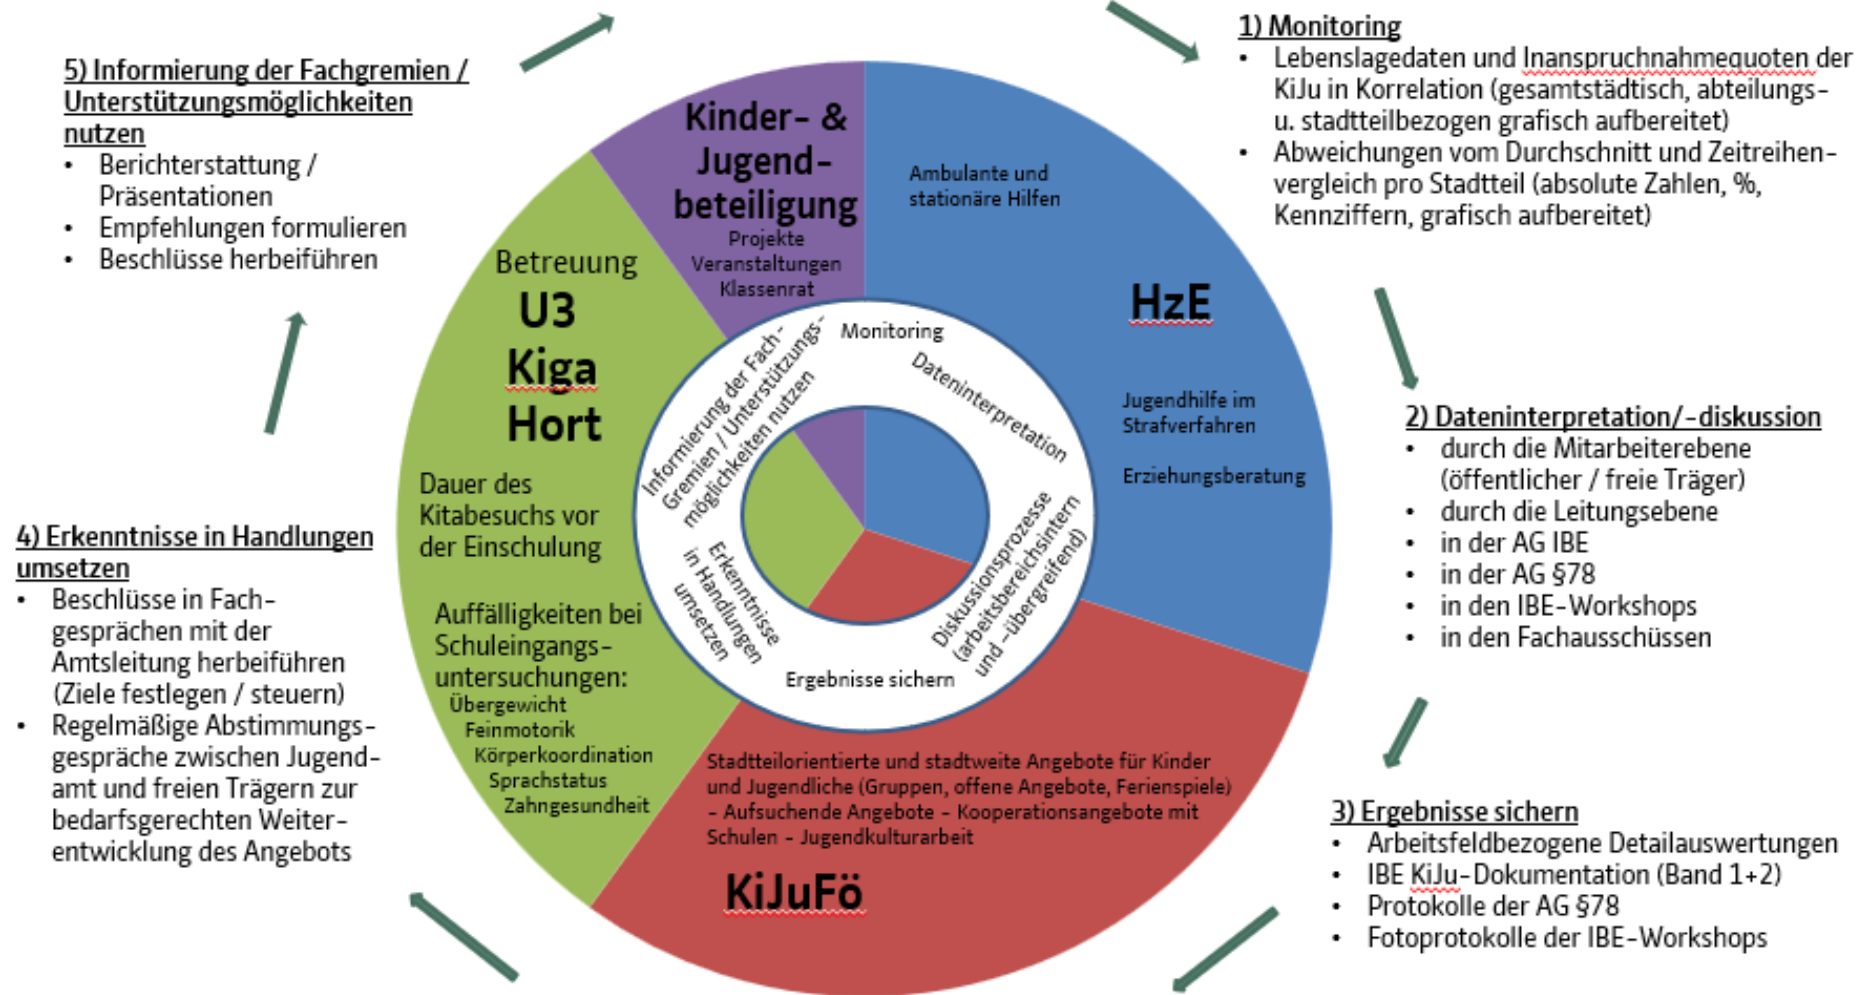 1) Monitoring
• Lebenslagedaten und Inanspruchnahmequoten der
KiJu in Korrelation (gesamtstädtisch, abteilungs-
u. stadtteilbezogen grafisch aufbereitet)
• Abweichungen vom Durchschnitt und Zeitreihen-
vergleich pro Stadtteil (absolute Zahlen, %,
Kennziffern, grafisch aufbereitet)
2) Dateninterpretation/-diskussion
• durch die Mitarbeiterebene
(öffentlicher / freie Träger)
• durch die Leitungsebene
• in der AG IBE
• in der AG §78
• in den IBE-Workshops
• in den Fachausschüssen
3) Ergebnisse sichern
• Arbeitsfeldbezogene Detailauswertungen
• IBE KiJu-Dokumentation (Band 1+2)
• Protokolle der AG §78
• Fotoprotokolle der IBE-Workshops
4) Erkenntnisse in Handlungen
umsetzen
• Beschlüsse in Fach-
gesprächen mit der
Amtsleitung herbeiführen
(Ziele festlegen / steuern)
• Regelmäßige Abstimmungs-
gespräche zwischen Jugend-
amt und freien Trägern zur
bedarfsgerechten Weiter-
entwicklung des Angebots
5) Informierung der Fachgremien /
Unterstützungsmöglichkeiten
nutzen
• Berichterstattung /
Präsentationen
• Empfehlungen formulieren
• Beschlüsse herbeiführen
Kinder- &
Jugend-
beteiligung
Projekte
Veranstaltungen
Klassenrat
Ambulante und
stationäre Hilfen
HzE
Jugendhilfe im
Strafverfahren
Erziehungsberatung
Stadtteilorientierte und stadtweite Angebote für Kinder
und Jugendliche (Gruppen, offene Angebote, Ferienspiele)
- Aufsuchende Angebote - Kooperationsangebote mit
Schulen - Jugendkulturarbeit
KiJuFö
Betreuung
U3
Kiga
Hort
Dauer des
Kitabesuchs vor
der Einschulung
Auffälligkeiten bei
Schuleingangs-
untersuchungen:
Übergewicht
Feinmotorik
Körperkoordination
Sprachstatus
Zahngesundheit
Monitoring
Dateninterpretation
Diskussionsprozesse
(arbeitsbereichsintern
und -übergreifend)
Ergebnisse sichern
Erkenntnisse
in Handlungen
umsetzen
Informierung der Fach-
Gremien / Unterstützungs-
möglichkeiten nutzen